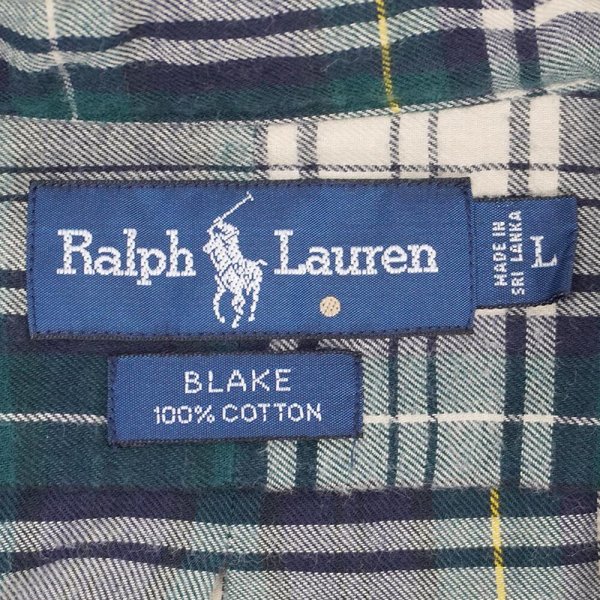 Ralph Lauren
MADE IN
SRI LANKA
L
BLAKE
100% COTTON